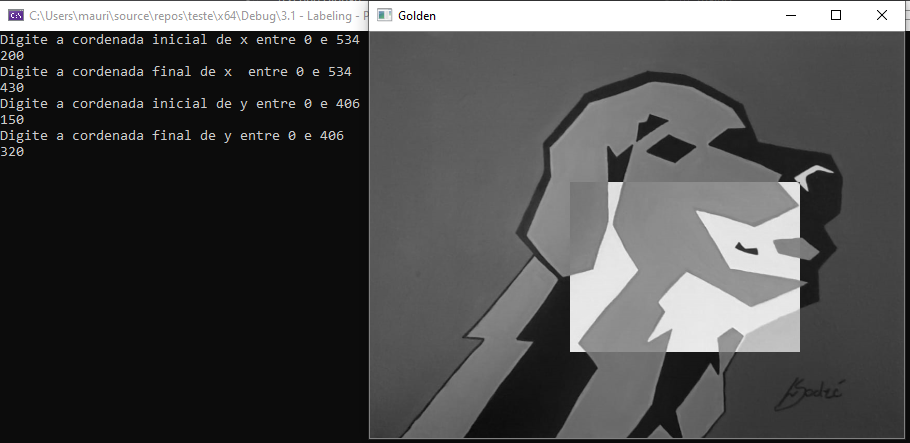 C:\Users\mauri\source\repos\teste\x64\Debug\3.1 - Labeling - P
Golden
Digite a cordenada inicial de x entre 0 e 534
200
Digite a cordenada final de x  entre 0 e 534
430
Digite a cordenada inicial de y entre 0 e 406
150
Digite a cordenada final de y entre 0 e 406
320